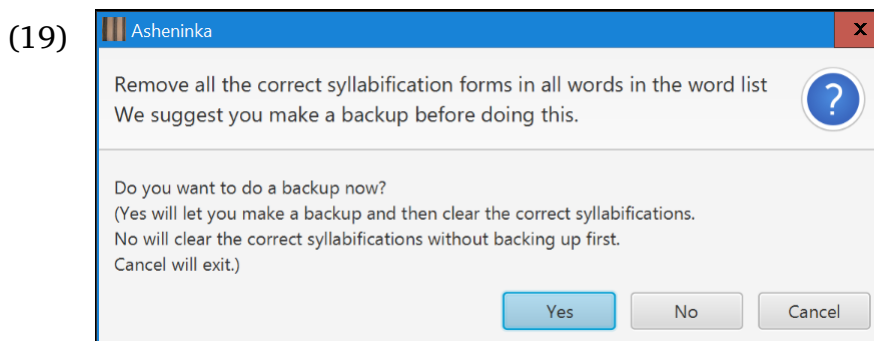 (19)
Asheninka
x
Remove all the correct syllabification forms in all words in the word list
We suggest you make a backup before doing this.
?
Do you want to do a backup now?
(Yes will let you make a backup and then clear the correct syllabifications.
No will clear the correct syllabifications without backing up first.
Cancel will exit.)
Yes No Cancel